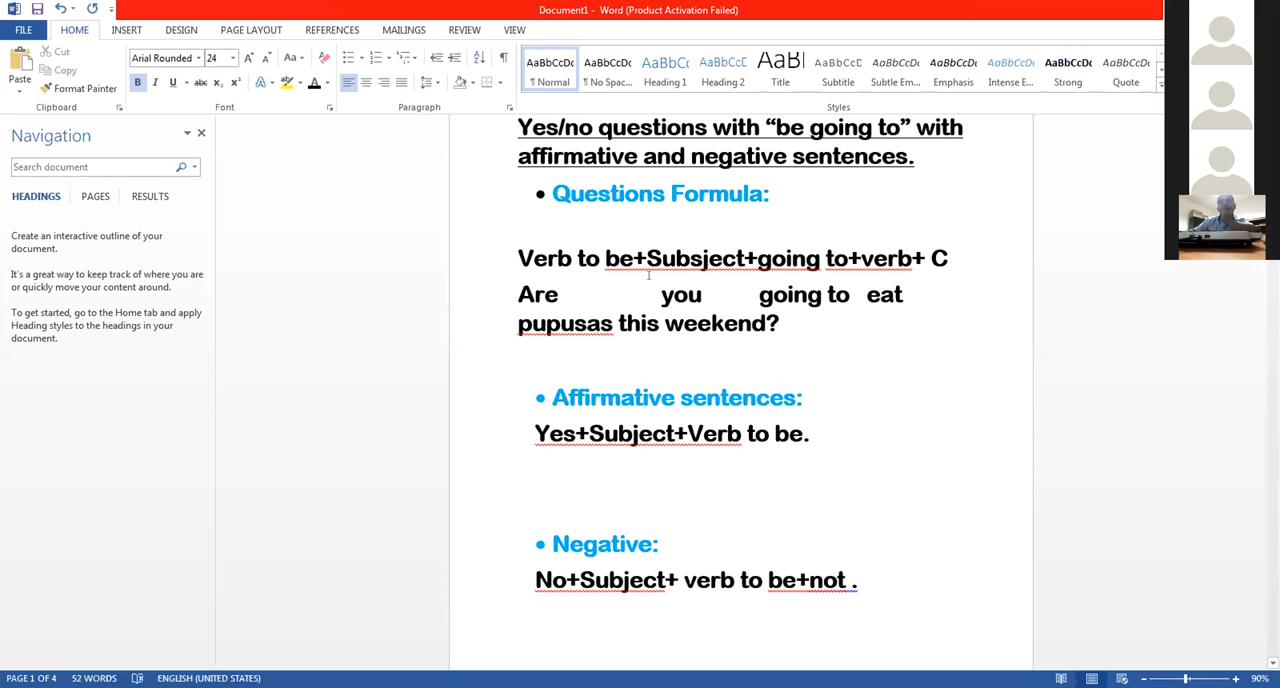 Document1 - Word (Product Activation Failed)
FILE HOME INSERT DESIGN PAGE LAYOUT REFERENCES MAILINGS REVIEW VIEW
Paste
Cut
Copy
Format Painter
Clipboard
Arial Rounded 24
Font
Paragraph
AaBbCcDc AaBbCcDc AaBbCc AaBbCcC AaBl AaBbCcD AaBbCcDc AaBbCcDc AaBbCcDc AaBbCcDc AaBbCcDc
¶ Normal ¶ No Spac... Heading 1 Heading 2 Title Subtitle Subtle Em... Emphasis Intense E... Strong Quote
Styles
Navigation
Search document
HEADINGS PAGES RESULTS
Create an interactive outline of your
document.
It's a great way to keep track of where you are
or quickly move your content around.
To get started, go to the Home tab and apply
Heading styles to the headings in your
document.
Yes/no questions with “be going to” with
affirmative and negative sentences.
• Questions Formula:
Verb to be+Subsject+going to+verb+ C
Are you going to eat
pupusas this weekend?
• Affirmative sentences:
Yes+Subject+Verb to be.
• Negative:
No+Subject+ verb to be+not .
PAGE 1 OF 4 52 WORDS ENGLISH (UNITED STATES) 90%